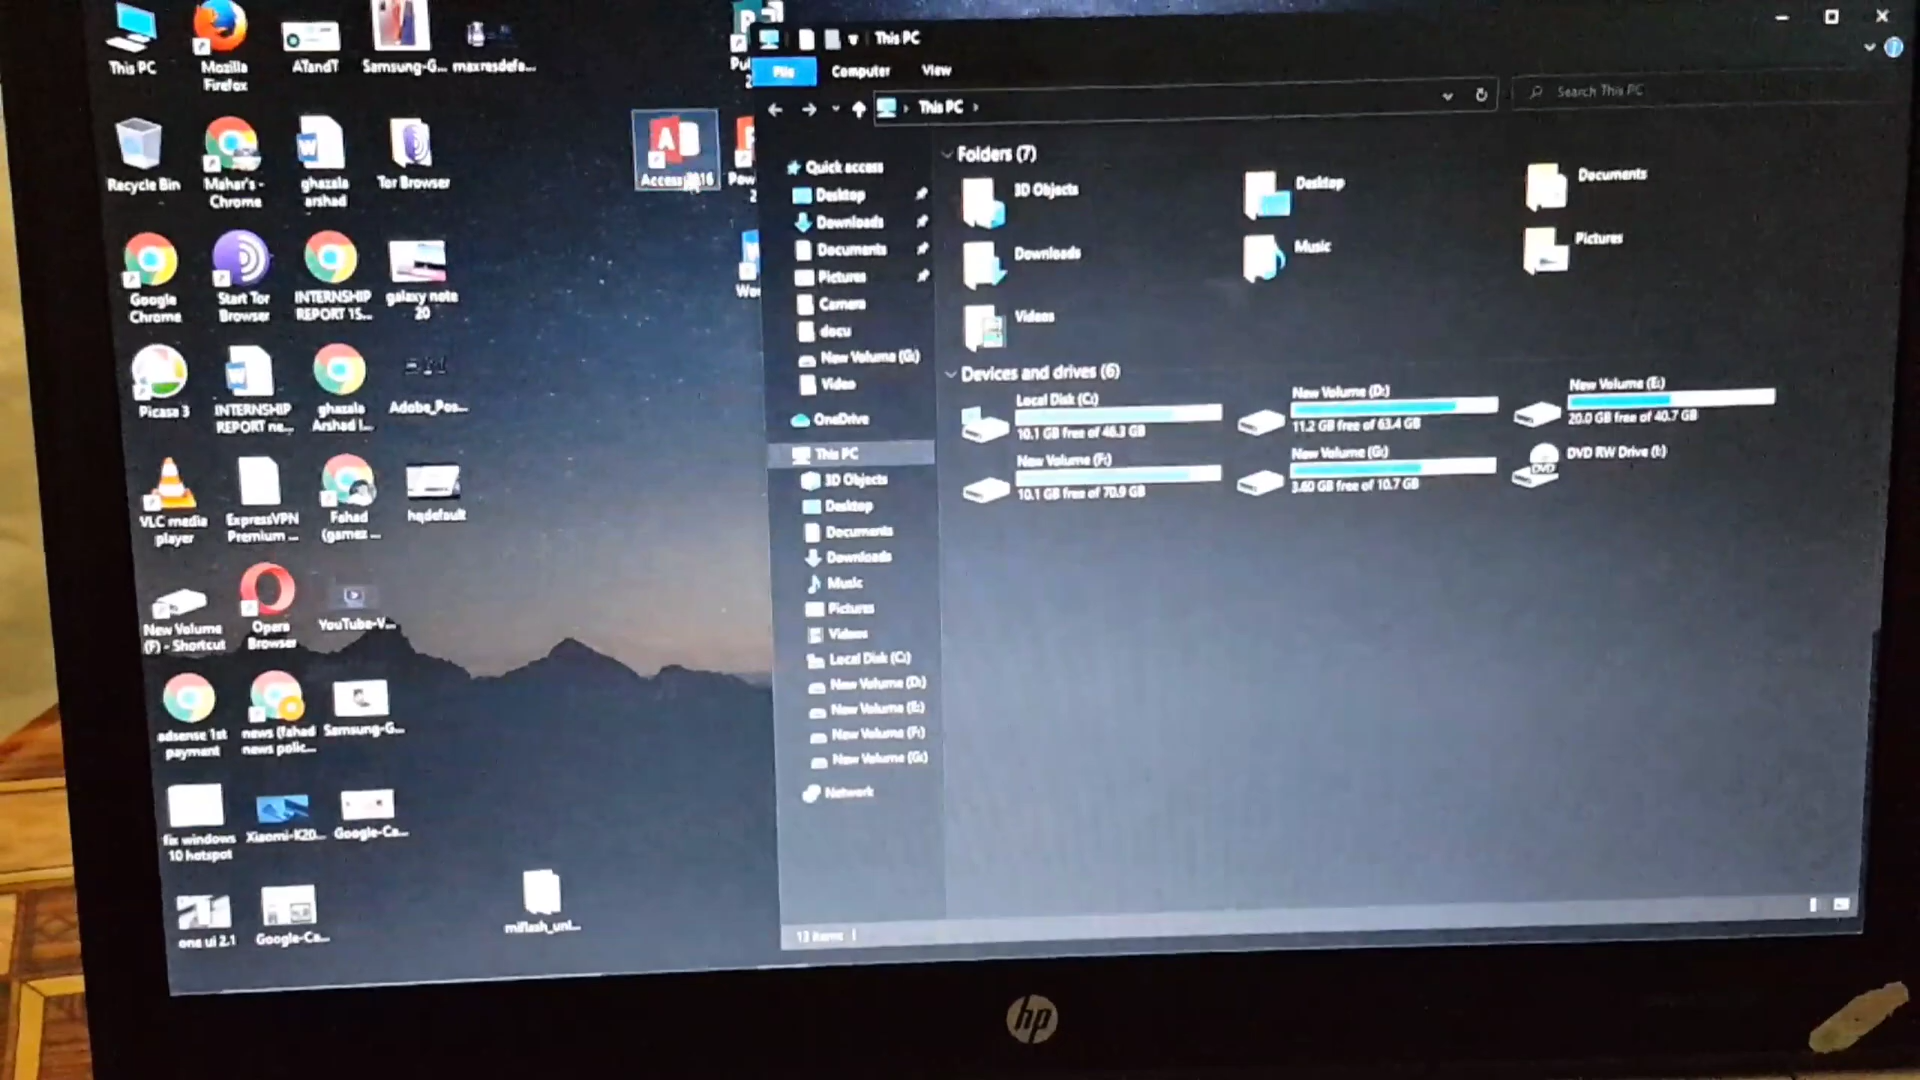 This PC
Mozilla
Firefox
ATandT
Samsung-G...
maxresdefa...
Recycle Bin
Mahar's -
Chrome
ghazala
arshad
Tor Browser
Access 2016
Google
Chrome
Start Tor
Browser
INTERNSHIP
REPORT 15...
galaxy note
20
Picasa 3
INTERNSHIP
REPORT ne...
ghazala
Arshad I...
Adobe_Pos...
VLC media
player
ExpressVPN
Premium ...
Fahad
(gamez ...
hqdefault
New Volume
(F) - Shortcut
Opera
Browser
YouTube-V...
adsense 1st
payment
news (fahad
news polic...
Samsung-G...
fix windows
10 hotspot
Xiaomi-K20...
Google-Ca...
one ui 2.1
Google-Ca...
miflash_unl...
This PC
File
Computer
View
This PC
Search This PC
Quick access
Desktop
Downloads
Documents
Pictures
Camera
docu
New Volume (G:)
Video
OneDrive
This PC
3D Objects
Desktop
Documents
Downloads
Music
Pictures
Videos
Local Disk (C:)
New Volume (D:)
New Volume (E:)
New Volume (F:)
New Volume (G:)
Network
Folders (7)
3D Objects
Desktop
Documents
Downloads
Music
Pictures
Videos
Devices and drives (6)
Local Disk (C:)
10.1 GB free of 48.3 GB
New Volume (D:)
11.2 GB free of 63.4 GB
New Volume (E:)
20.0 GB free of 40.7 GB
New Volume (F:)
10.1 GB free of 70.9 GB
New Volume (G:)
3.60 GB free of 10.7 GB
DVD RW Drive (I:)
DVD
13 items
hp